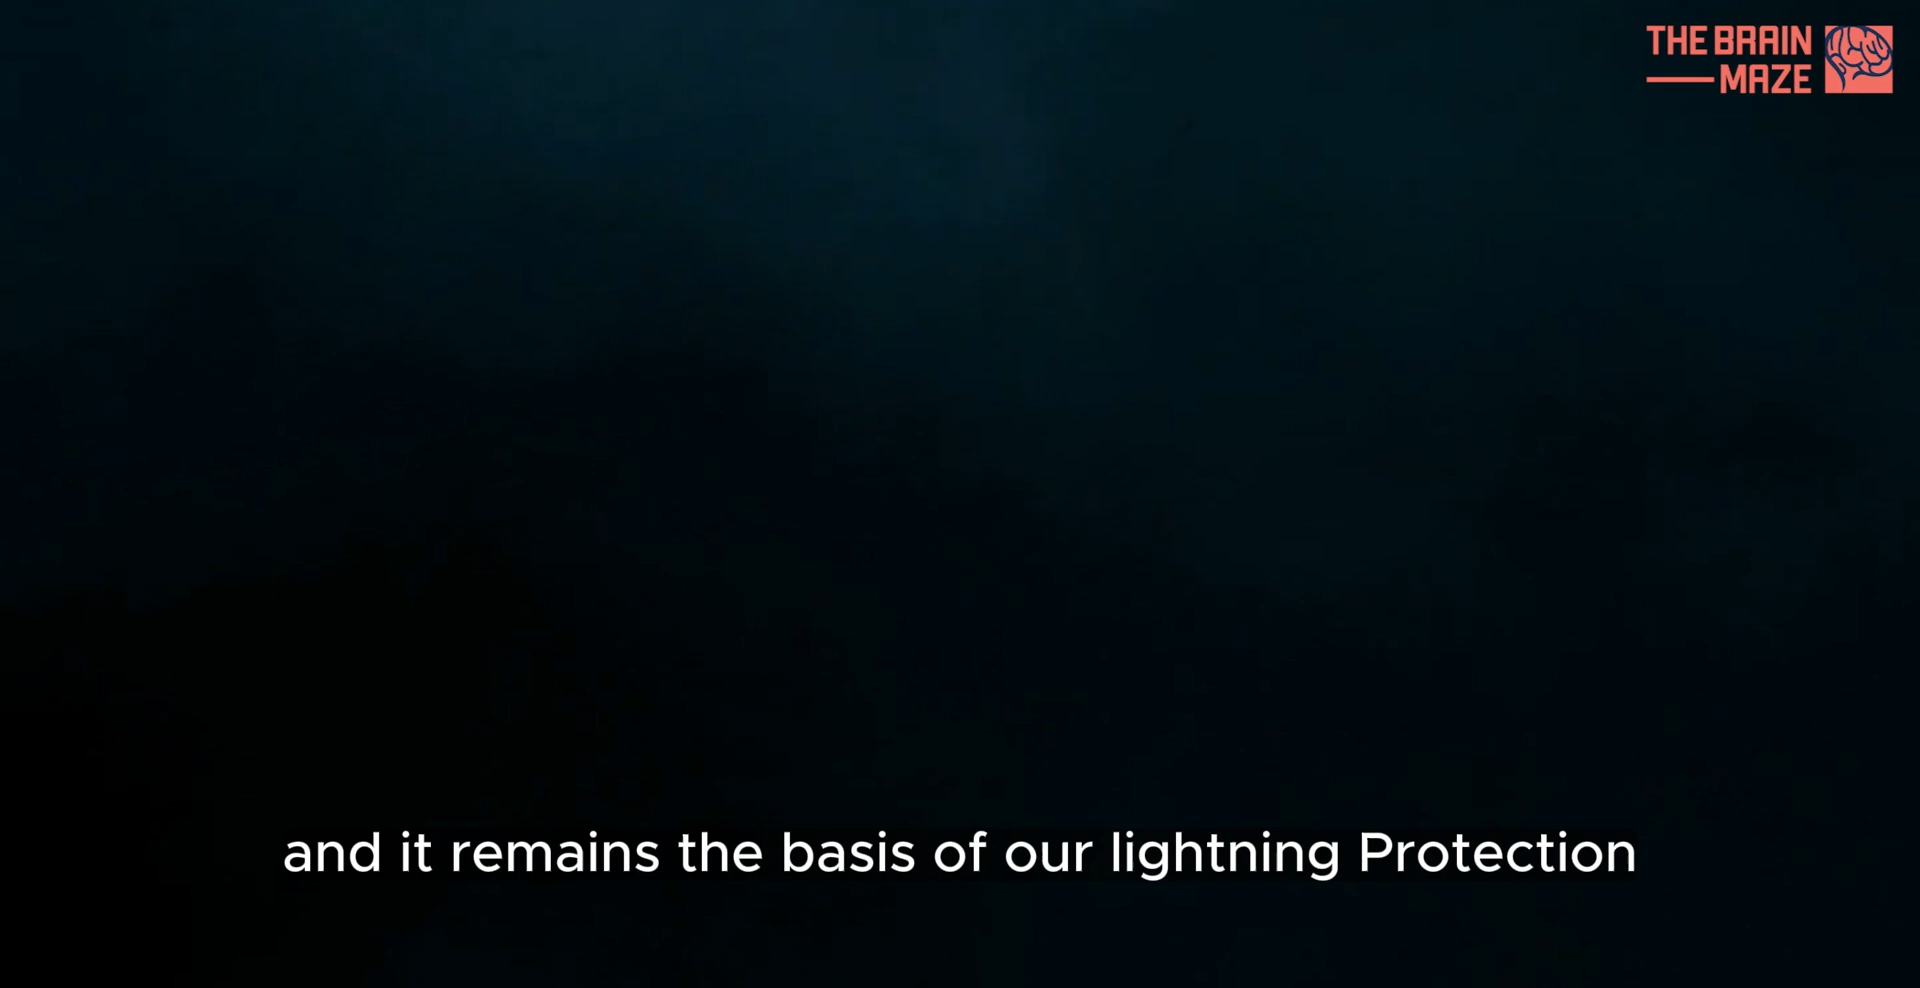 THE BRAIN
MAZE
and it remains the basis of our lightning Protection